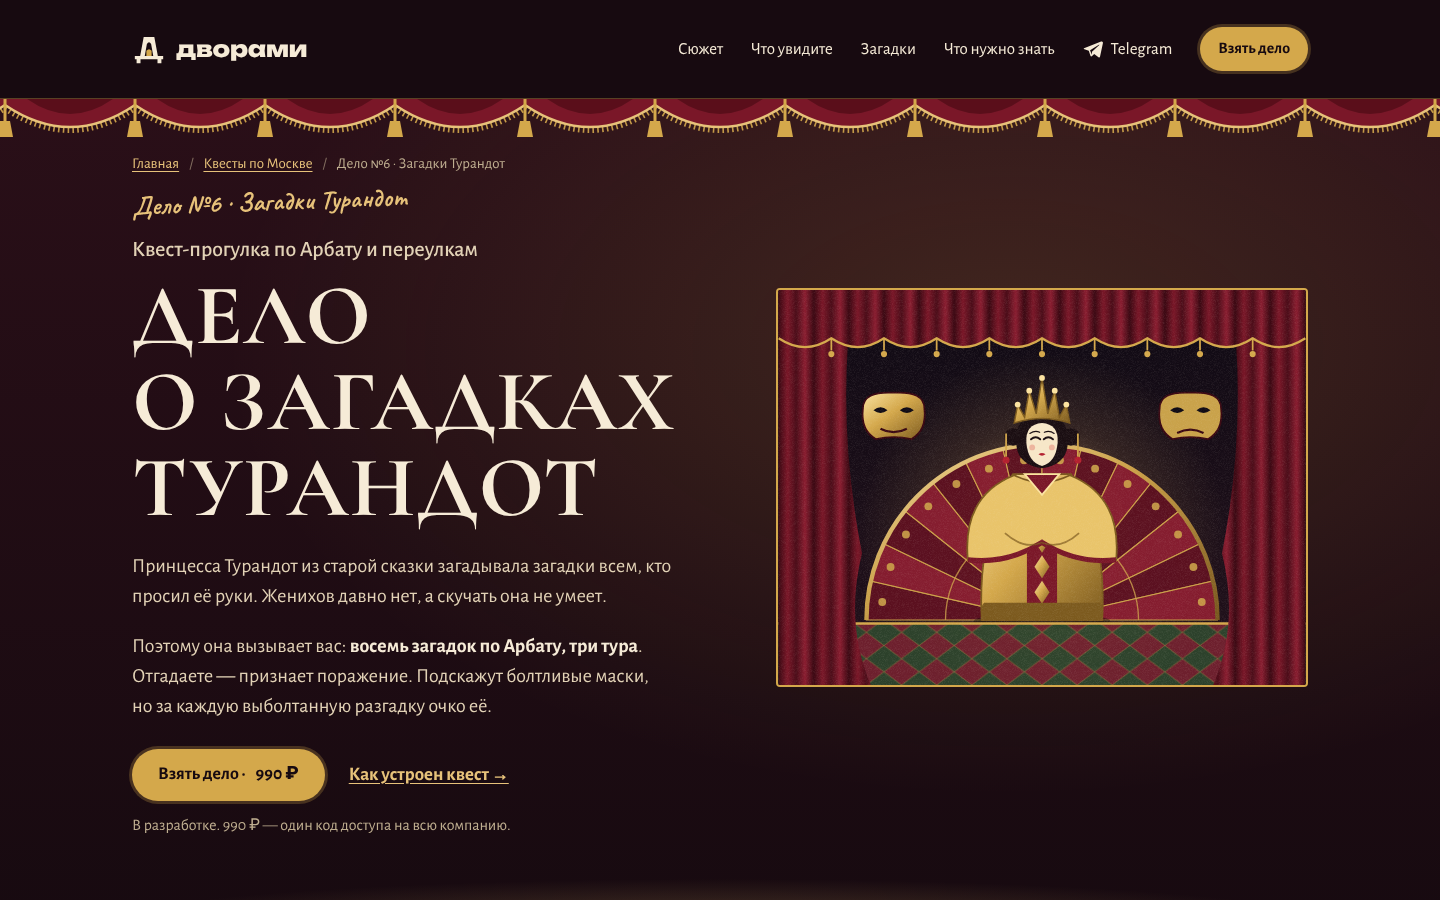 дворами
Сюжет
Что увидите
Загадки
Что нужно знать
Telegram
Взять дело
Главная / Квесты по Москве / Дело №6 · Загадки Турандот
Дело №6 · Загадки Турандот
Квест-прогулка по Арбату и переулкам
ДЕЛО
О ЗАГАДКАХ
ТУРАНДОТ
Принцесса Турандот из старой сказки загадывала загадки всем, кто
просил её руки. Женихов давно нет, а скучать она не умеет.
Поэтому она вызывает вас: восемь загадок по Арбату, три тура.
Отгадаете — признает поражение. Подскажут болтливые маски,
но за каждую выболтанную разгадку очко её.
Взять дело · 990 ₽
Как устроен квест →
В разработке. 990 ₽ — один код доступа на всю компанию.